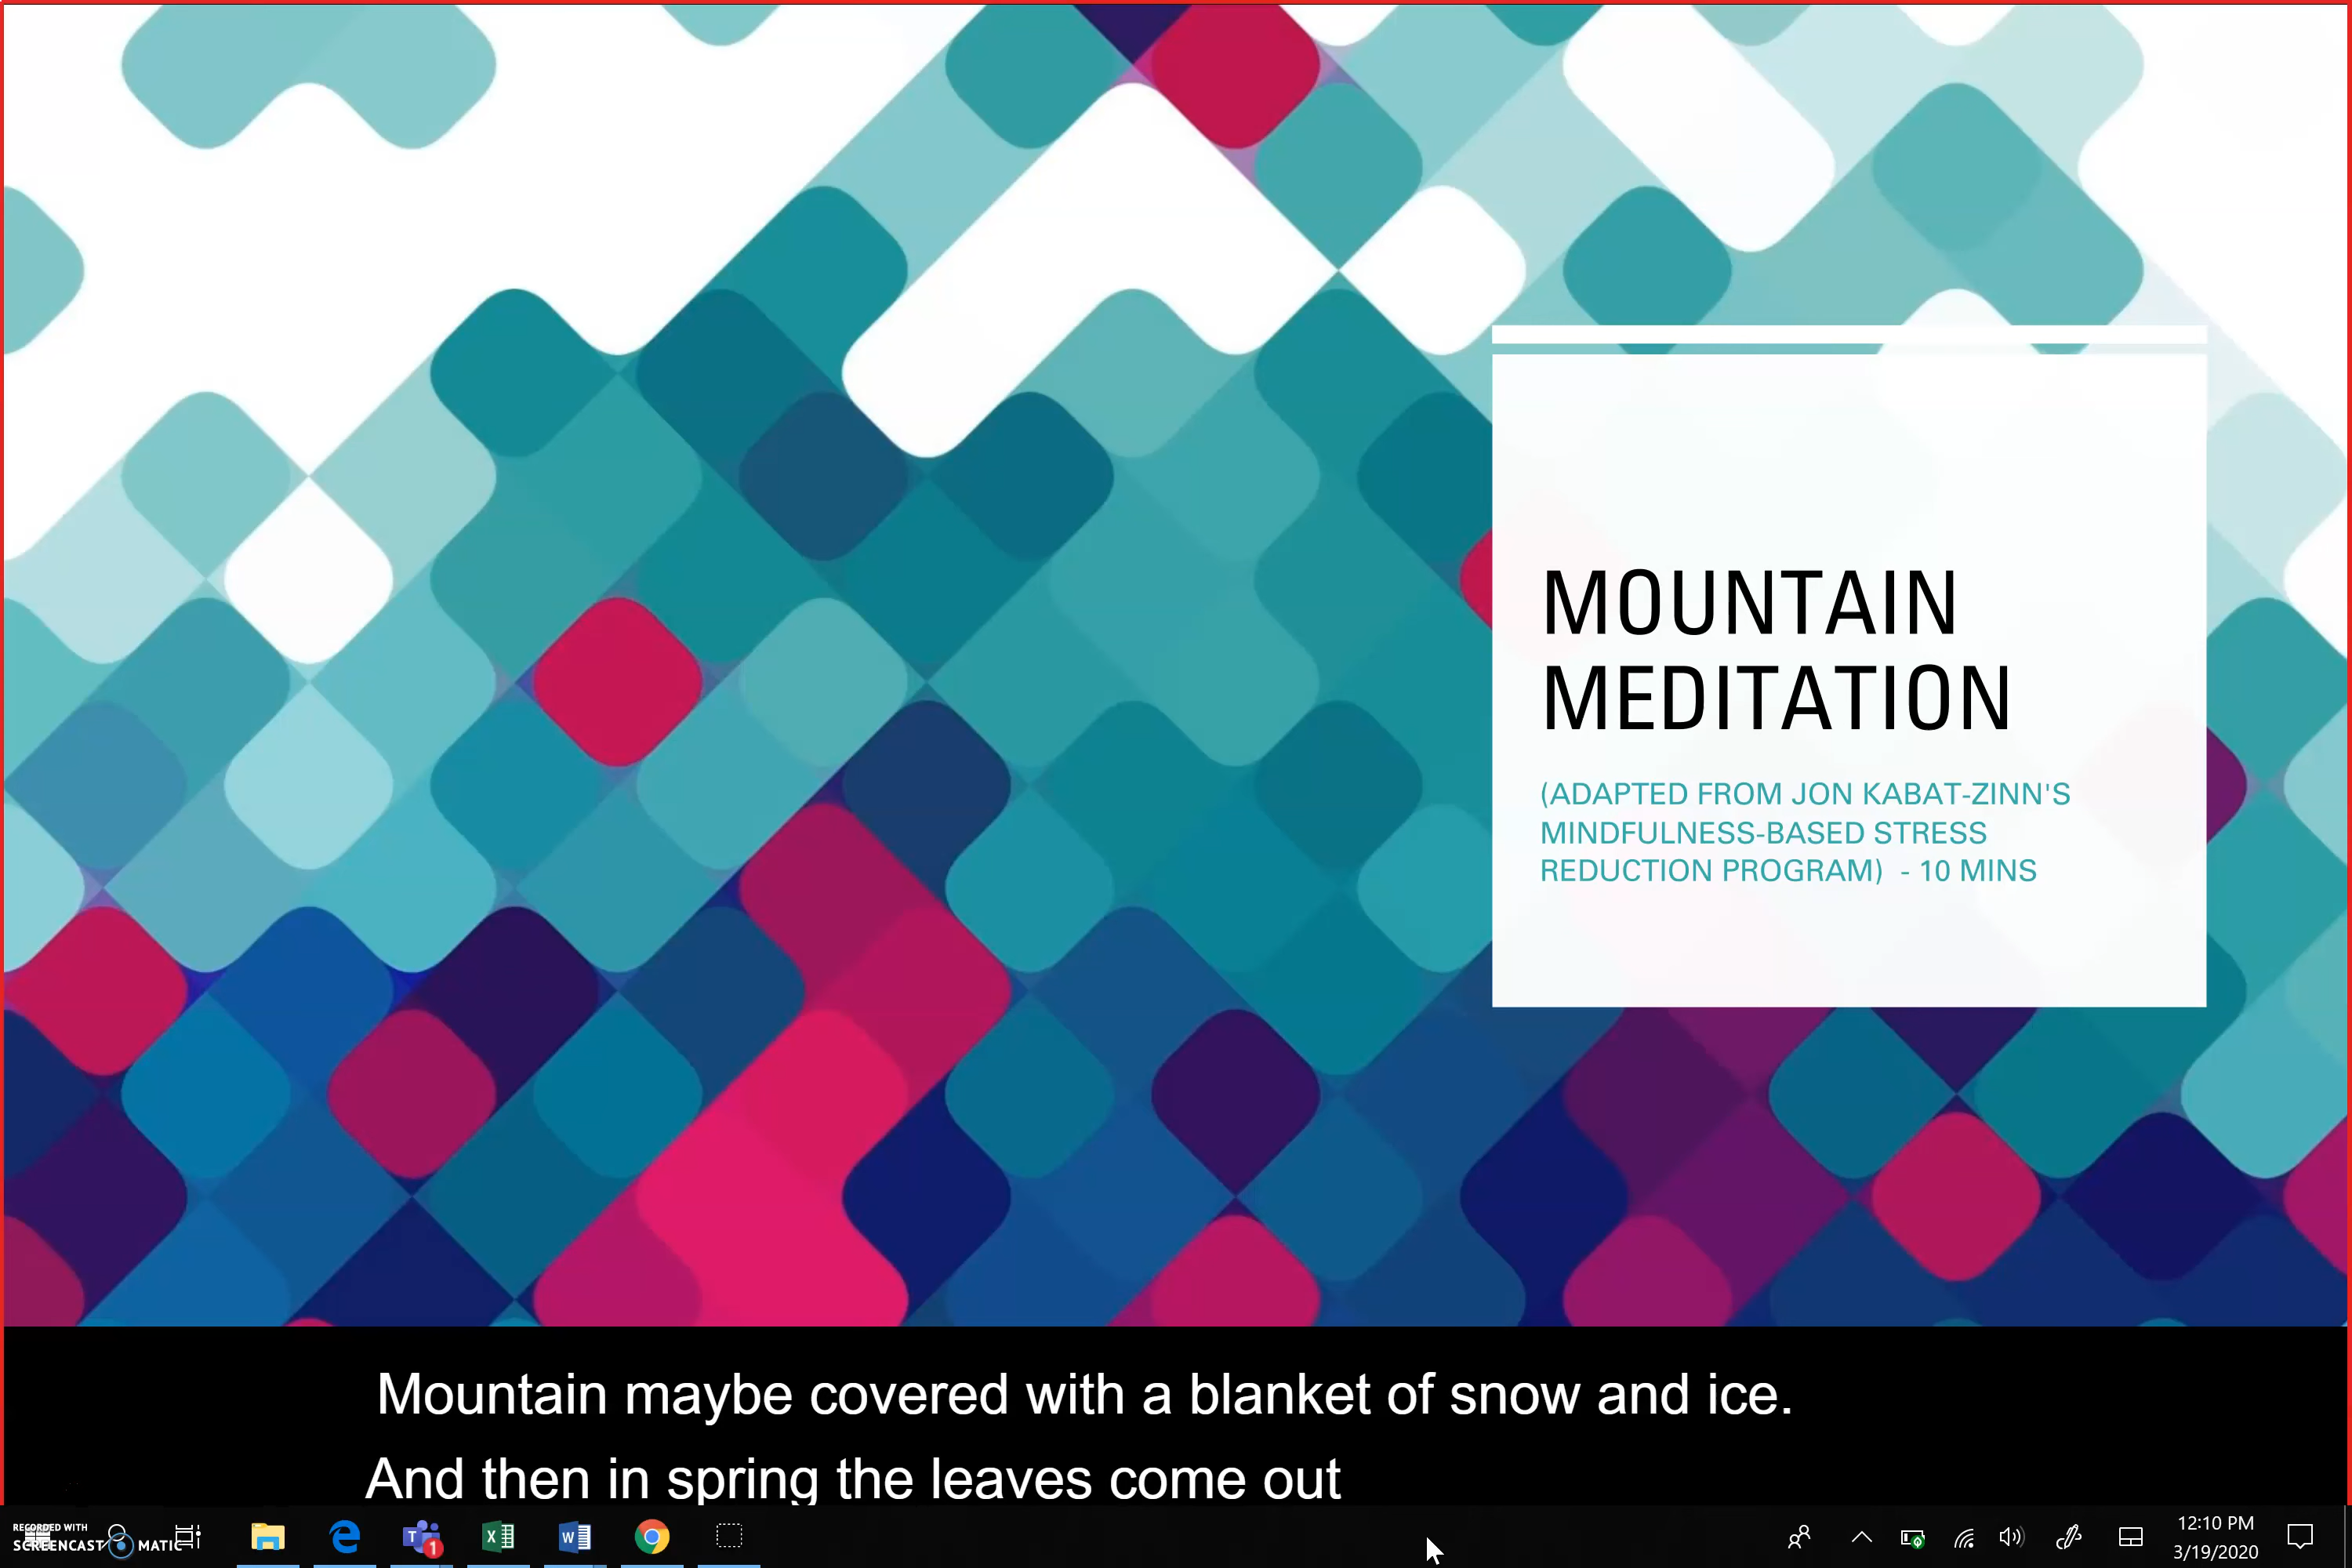 MOUNTAIN
MEDITATION
(ADAPTED FROM JON KABAT-ZINN'S
MINDFULNESS-BASED STRESS
REDUCTION PROGRAM)  - 10 MINS
Mountain maybe covered with a blanket of snow and ice.
And then in spring the leaves come out
RECORDED WITH
SCREENCAST MATIC
T
1
X
W
12:10 PM
3/19/2020